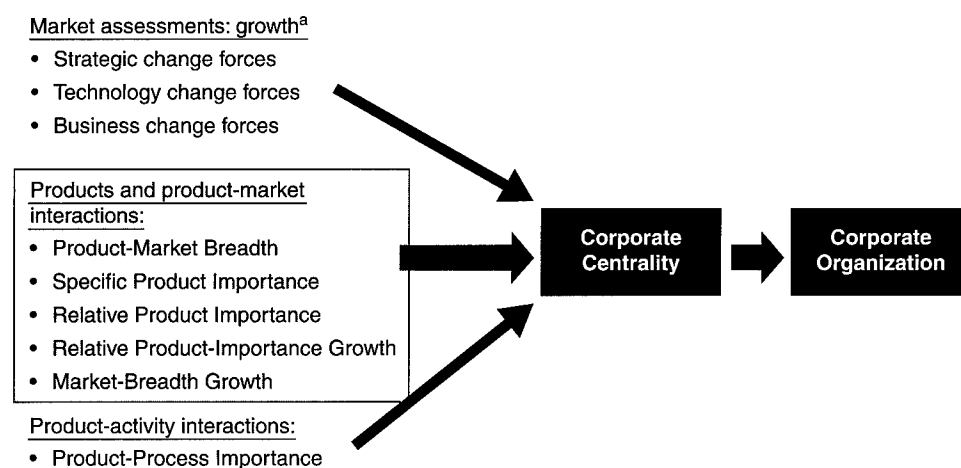 Market assessments: growthᵃ
• Strategic change forces
• Technology change forces
• Business change forces
Products and product-market
interactions:
• Product-Market Breadth
• Specific Product Importance
• Relative Product Importance
• Relative Product-Importance Growth
• Market-Breadth Growth
Product-activity interactions:
• Product-Process Importance
Corporate
Centrality
Corporate
Organization